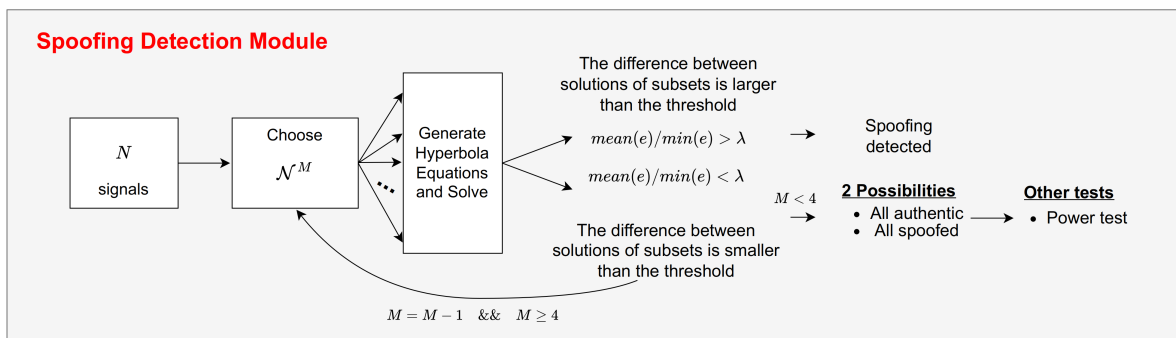 Spoofing Detection Module
N
signals
Choose
𝒩^M
Generate
Hyperbola
Equations
and Solve
The difference between
solutions of subsets is larger
than the threshold
mean(e)/min(e) > λ
Spoofing
detected
mean(e)/min(e) < λ
The difference between
solutions of subsets is smaller
than the threshold
M < 4
2 Possibilities
• All authentic
• All spoofed
Other tests
• Power test
M = M − 1 && M ≥ 4